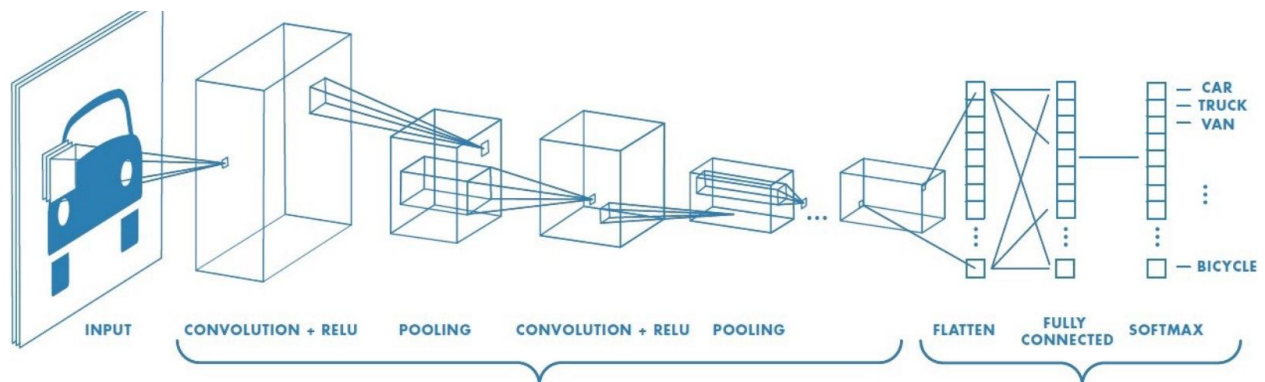 CAR
TRUCK
VAN
BICYCLE
INPUT
CONVOLUTION + RELU
POOLING
CONVOLUTION + RELU
POOLING
FLATTEN
FULLY
CONNECTED
SOFTMAX